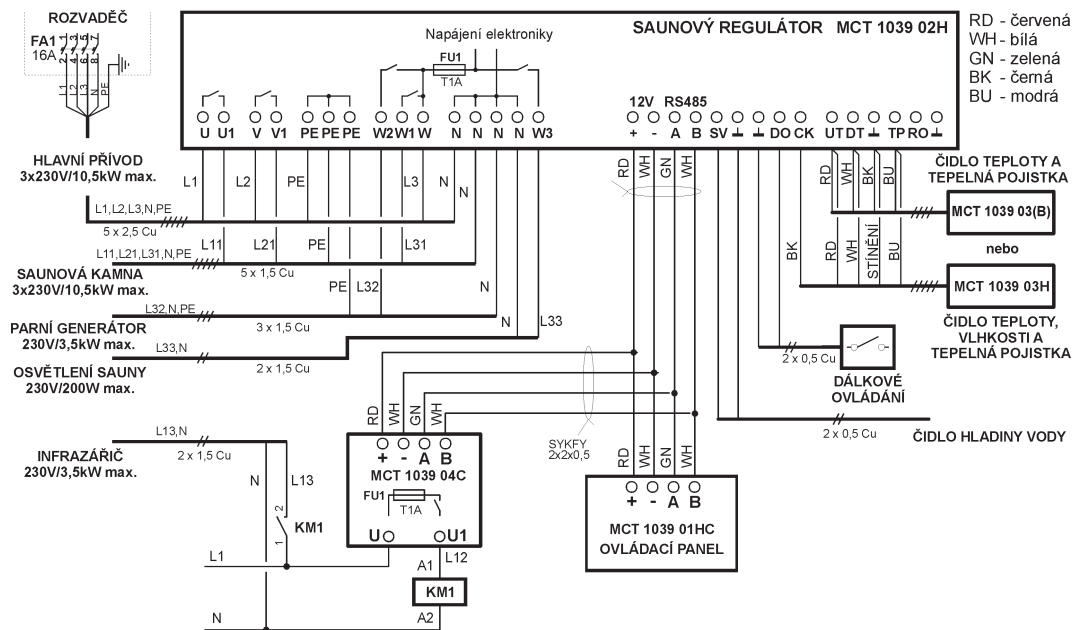 ROZVADĚČ
FA1
16A
1 3 5 7
2 4 6 8
L1 L2 L3 N PE
HLAVNÍ PŘÍVOD
3x230V/10,5kW max.
L1,L2,L3,N,PE
5 x 2,5 Cu
L11,L21,L31,N,PE
5 x 1,5 Cu
SAUNOVÁ KAMNA
3x230V/10,5kW max.
L32,N,PE
3 x 1,5 Cu
PARNÍ GENERÁTOR
230V/3,5kW max.
L33,N
2 x 1,5 Cu
OSVĚTLENÍ SAUNY
230V/200W max.
L13,N
2 x 1,5 Cu
INFRAZÁŘIČ
230V/3,5kW max.
SAUNOVÝ REGULÁTOR MCT 1039 02H
Napájení elektroniky
FU1
T1A
12V RS485
U U1 V V1 PE PE PE W2 W1 W N N N N W3 + - A B SV ⊥ ⊥ DO CK UT DT ⊥ TP RO ⊥
L1 L2 PE L3 N N
L11 L21 PE L31
PE L32 N
N L33
RD WH GN BK
RD WH BK BU
BK RD WH STÍNĚNÍ BU
RD - červená
WH - bílá
GN - zelená
BK - černá
BU - modrá
ČIDLO TEPLOTY A
TEPELNÁ POJISTKA
MCT 1039 03(B)
nebo
MCT 1039 03H
ČIDLO TEPLOTY,
VLHKOSTI A
TEPELNÁ POJISTKA
2 x 0,5 Cu
DÁLKOVÉ
OVLÁDÁNÍ
2 x 0,5 Cu
ČIDLO HLADINY VODY
SYKFY
2x2x0,5
RD WH GN WH
+ - A B
MCT 1039 04C
FU1
T1A
U U1
RD WH GN WH
+ - A B
MCT 1039 01HC
OVLÁDACÍ PANEL
N L13
2
1
KM1
L1
L12
A1
KM1
A2
N